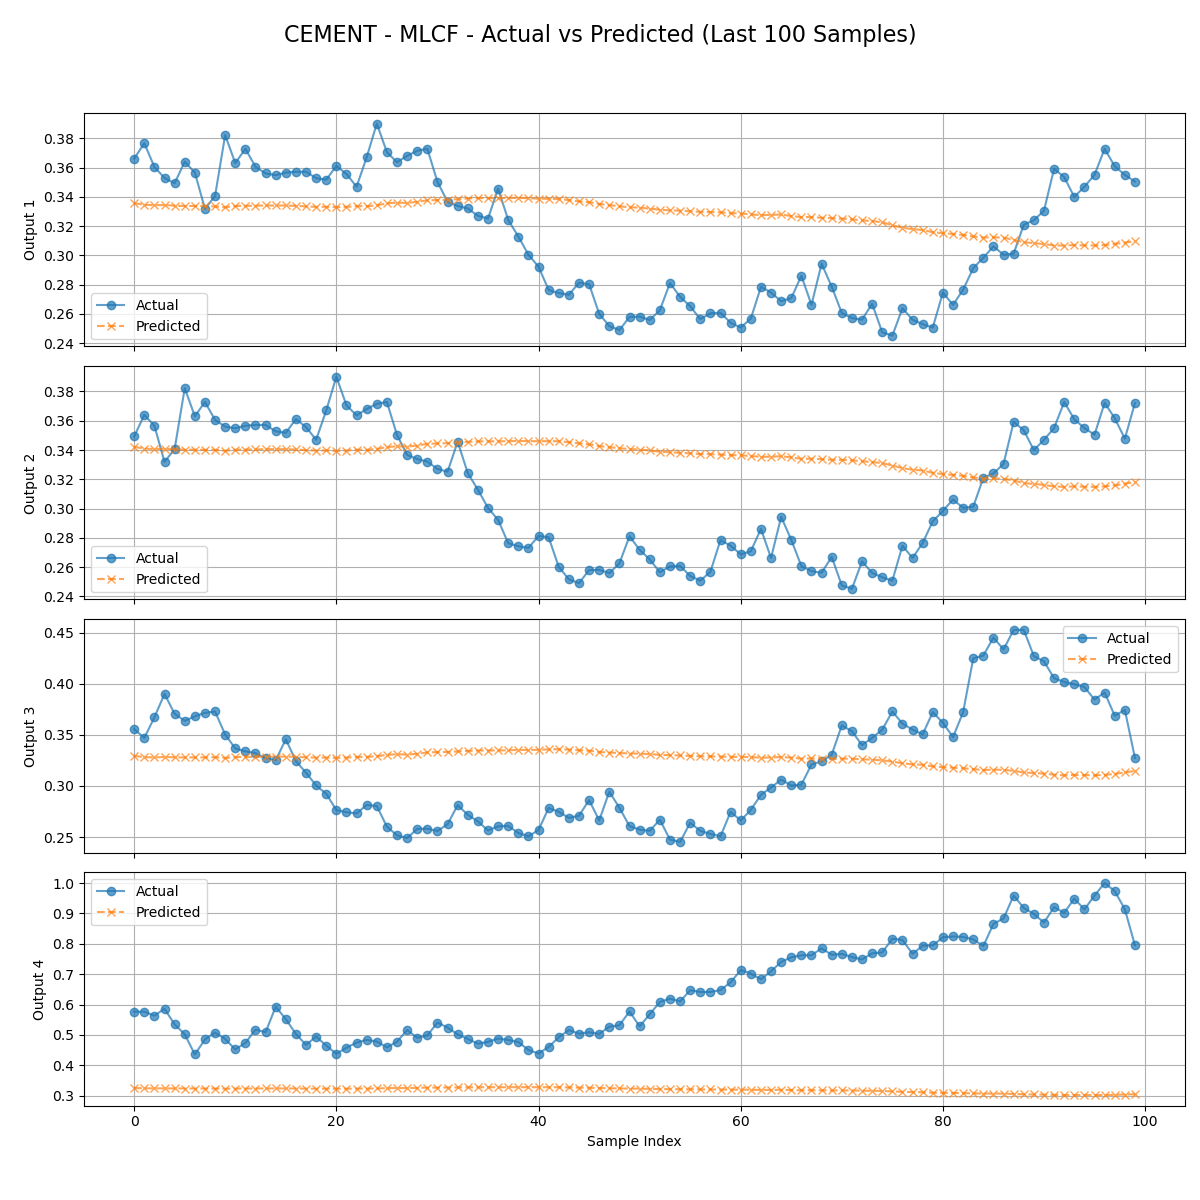 CEMENT - MLCF - Actual vs Predicted (Last 100 Samples)
0.38
0.36
0.34
0.32
0.30
0.28
0.26
0.24
Output 1
Actual
Predicted
0.38
0.36
0.34
0.32
0.30
0.28
0.26
0.24
Output 2
Actual
Predicted
0.45
0.40
0.35
0.30
0.25
Output 3
Actual
Predicted
1.0
0.9
0.8
0.7
0.6
0.5
0.4
0.3
Output 4
Actual
Predicted
0 20 40 60 80 100
Sample Index